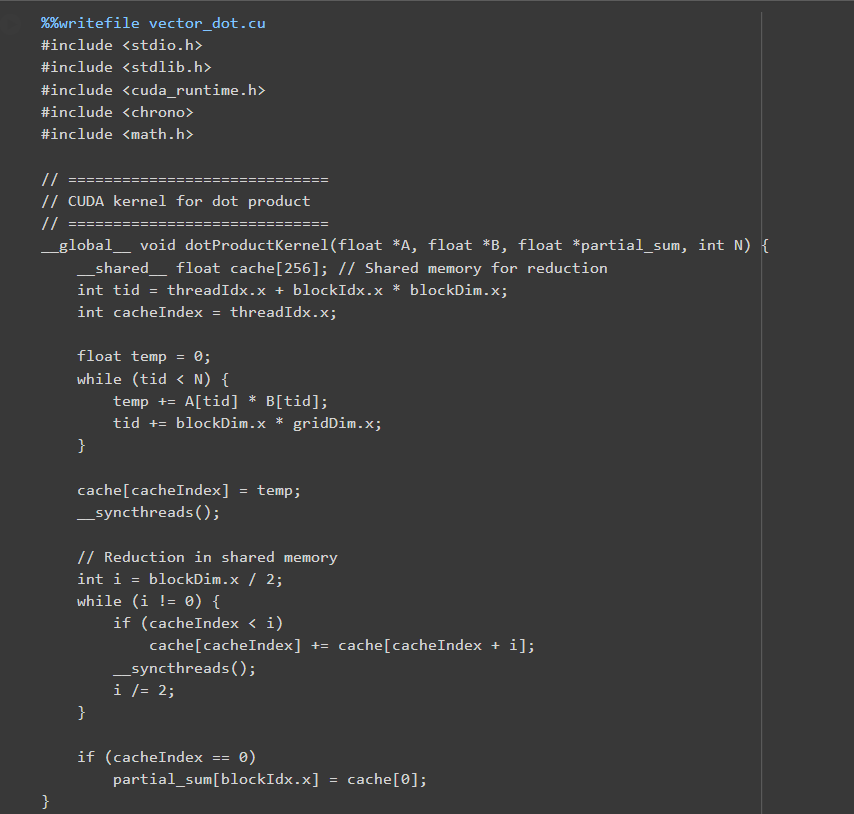 %%writefile vector_dot.cu
#include <stdio.h>
#include <stdlib.h>
#include <cuda_runtime.h>
#include <chrono>
#include <math.h>

// =============================
// CUDA kernel for dot product
// =============================
__global__ void dotProductKernel(float *A, float *B, float *partial_sum, int N) {
    __shared__ float cache[256]; // Shared memory for reduction
    int tid = threadIdx.x + blockIdx.x * blockDim.x;
    int cacheIndex = threadIdx.x;

    float temp = 0;
    while (tid < N) {
        temp += A[tid] * B[tid];
        tid += blockDim.x * gridDim.x;
    }

    cache[cacheIndex] = temp;
    __syncthreads();

    // Reduction in shared memory
    int i = blockDim.x / 2;
    while (i != 0) {
        if (cacheIndex < i)
            cache[cacheIndex] += cache[cacheIndex + i];
        __syncthreads();
        i /= 2;
    }

    if (cacheIndex == 0)
        partial_sum[blockIdx.x] = cache[0];
}